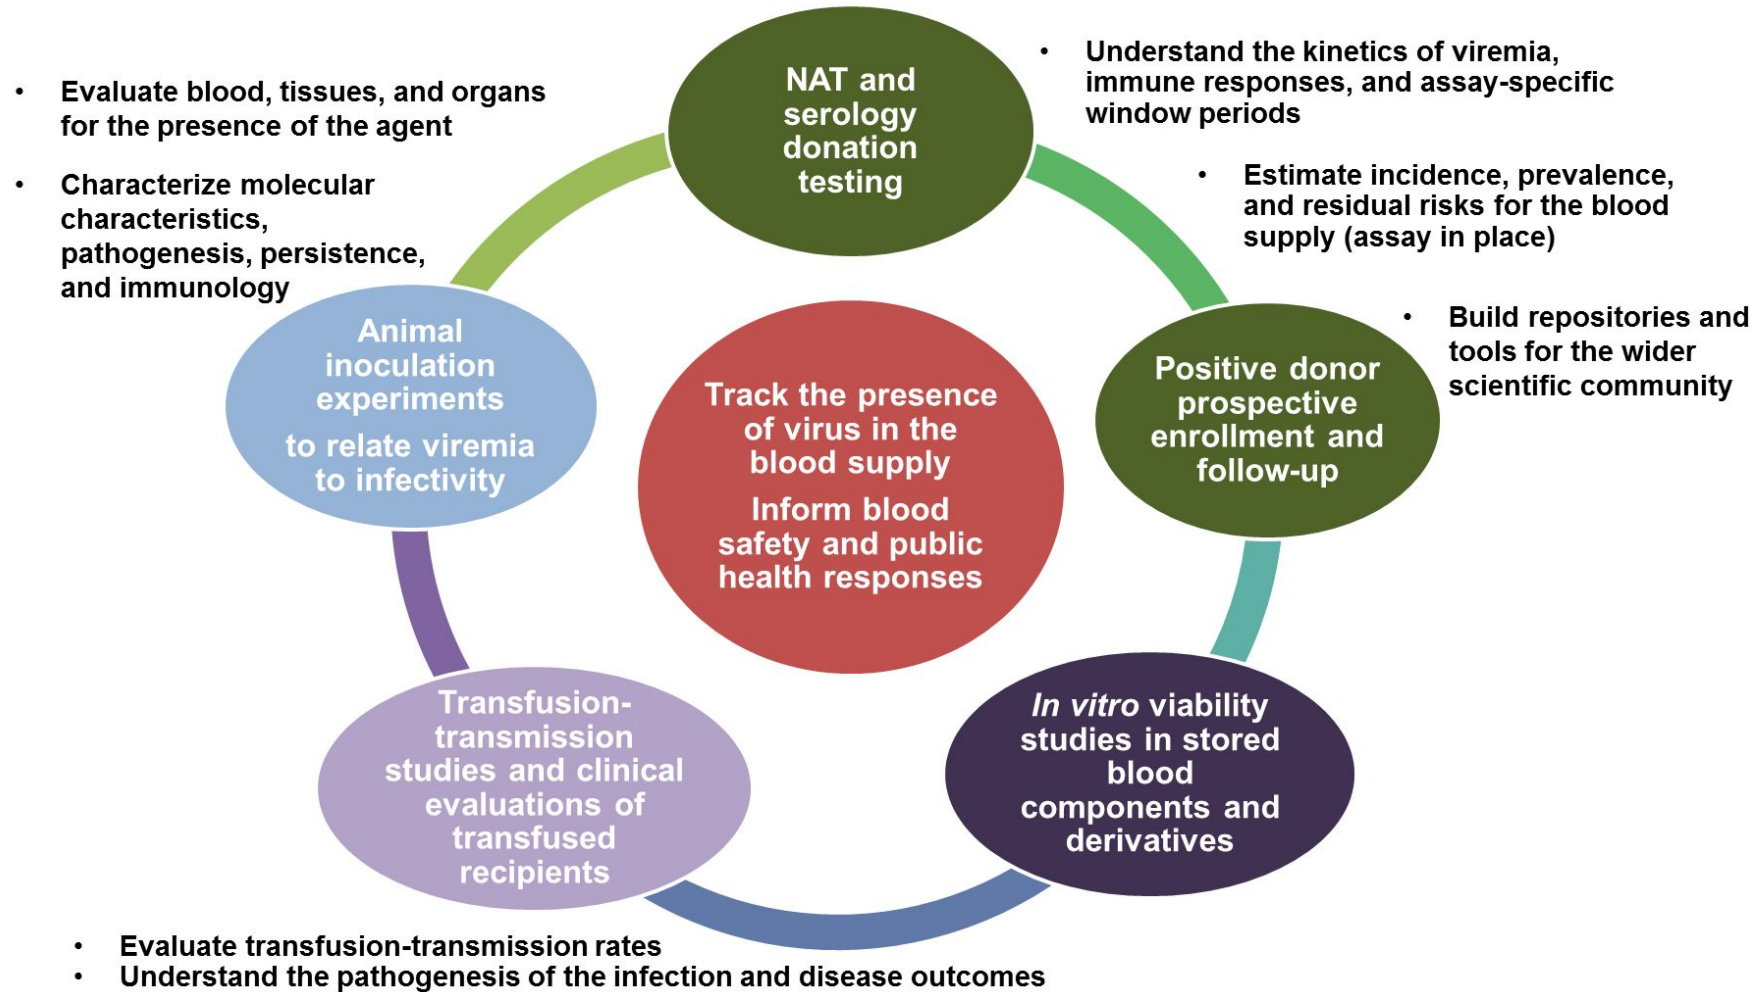 NAT and
serology
donation
testing
• Understand the kinetics of viremia,
immune responses, and assay-specific
window periods
• Estimate incidence, prevalence,
and residual risks for the blood
supply (assay in place)
• Build repositories and
tools for the wider
scientific community
Positive donor
prospective
enrollment and
follow-up
In vitro viability
studies in stored
blood
components and
derivatives
Transfusion-
transmission
studies and clinical
evaluations of
transfused
recipients
• Evaluate transfusion-transmission rates
• Understand the pathogenesis of the infection and disease outcomes
Animal
inoculation
experiments
to relate viremia
to infectivity
• Evaluate blood, tissues, and organs
for the presence of the agent
• Characterize molecular
characteristics,
pathogenesis, persistence,
and immunology
Track the presence
of virus in the
blood supply
Inform blood
safety and public
health responses